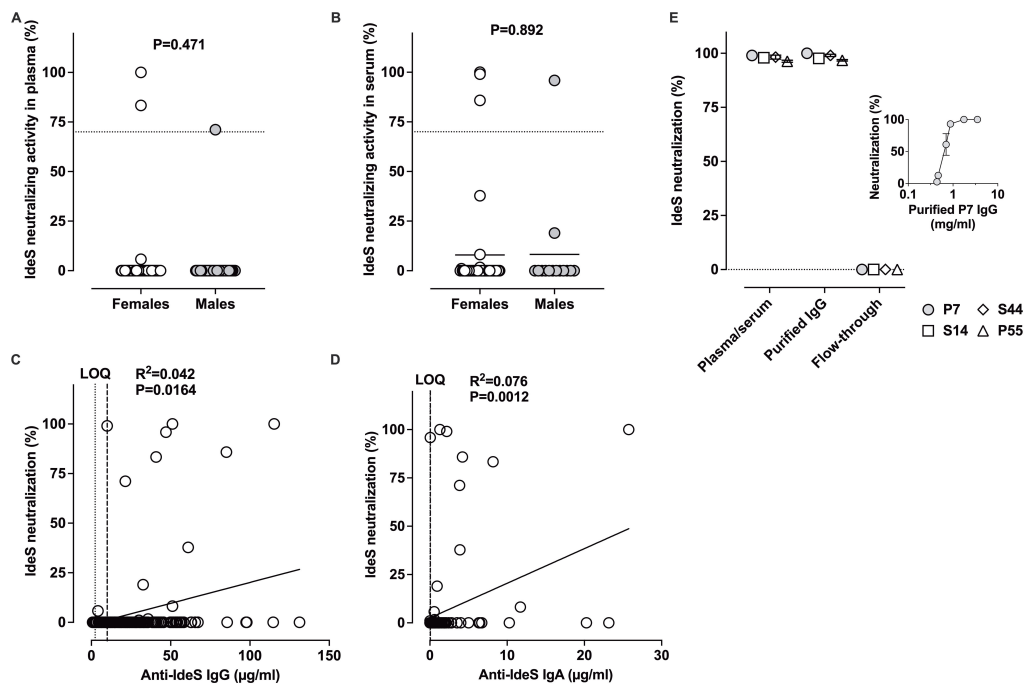 A
IdeS neutralizing activity in plasma (%)
P=0.471
100
75
50
25
0
Females Males
B
IdeS neutralizing activity in serum (%)
P=0.892
100
75
50
25
0
Females Males
E
IdeS neutralization (%)
100
75
50
25
0
Plasma/serum
Purified IgG
Flow-through
Neutralization (%)
100
50
0
0.1 1 10
Purified P7 IgG
(mg/ml)
P7 S44
S14 P55
C
IdeS neutralization (%)
LOQ
R²=0.042
P=0.0164
100
75
50
25
0
0 50 100 150
Anti-IdeS IgG (µg/ml)
D
IdeS neutralization (%)
LOQ
R²=0.076
P=0.0012
100
75
50
25
0
0 10 20 30
Anti-IdeS IgA (µg/ml)